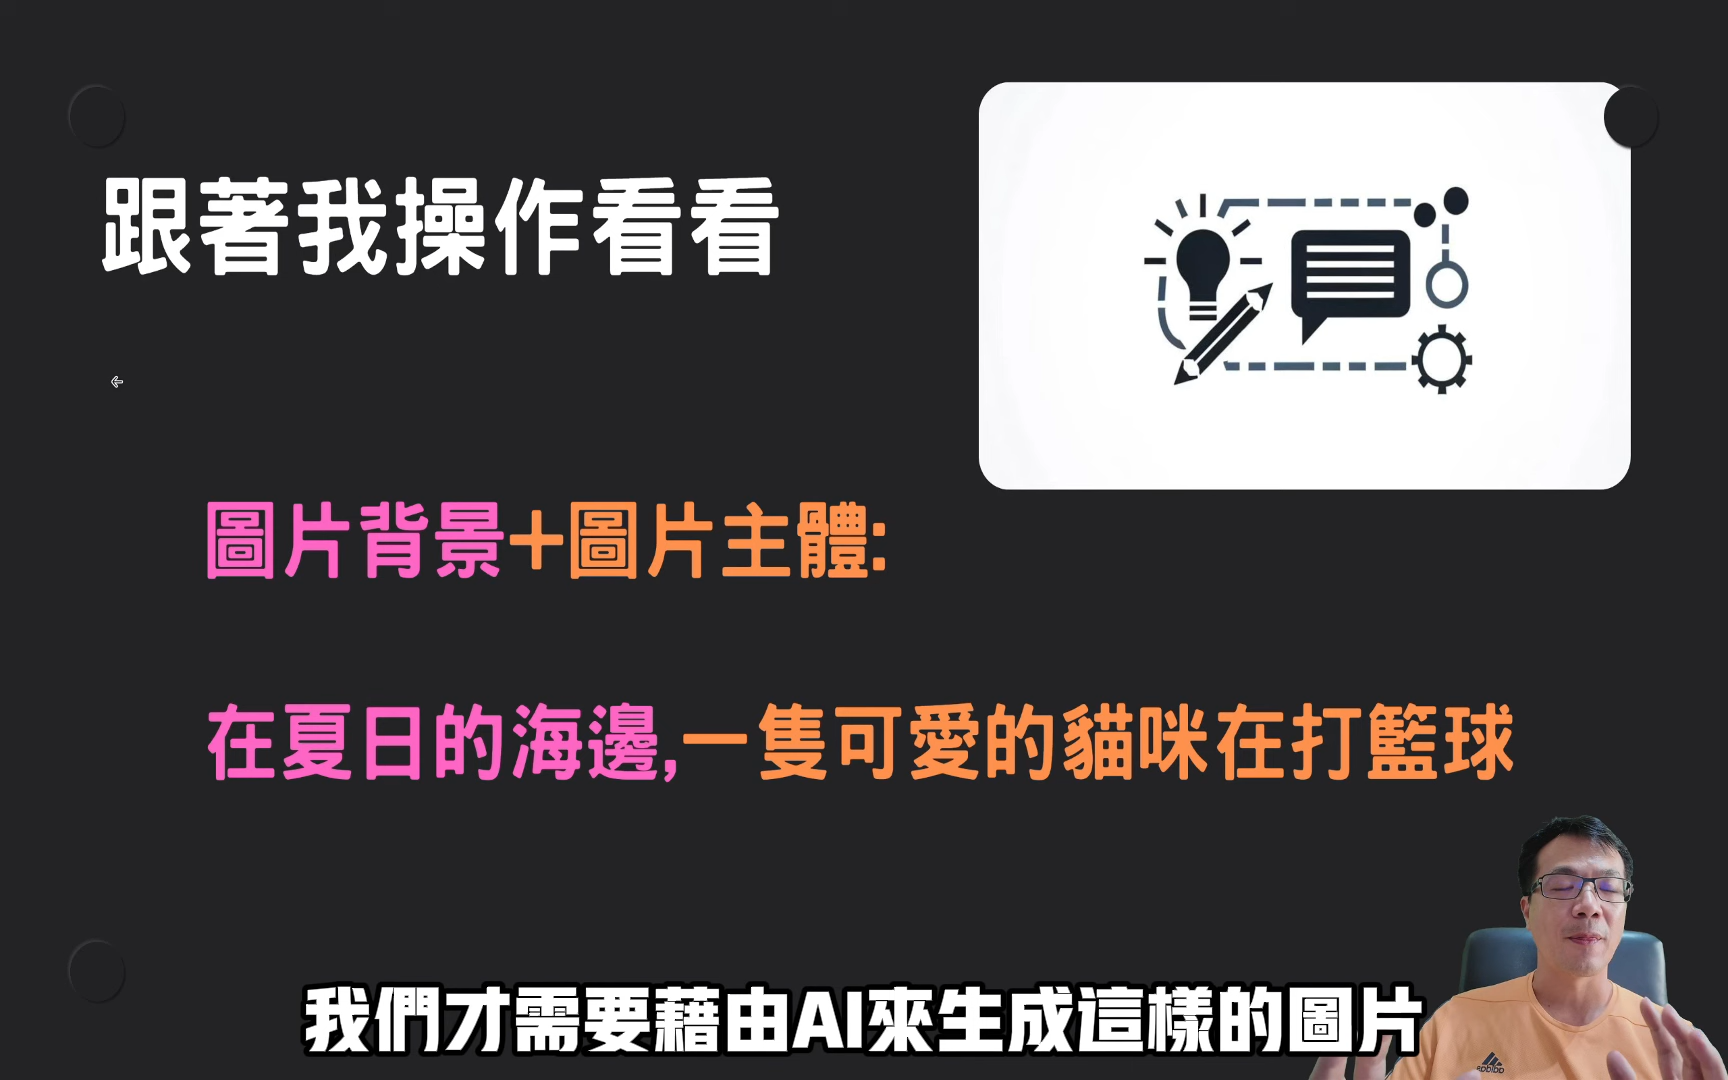 跟著我操作看看
圖片背景+圖片主體:
在夏日的海邊,一隻可愛的貓咪在打籃球
我們才需要藉由AI來生成這樣的圖片
adidas